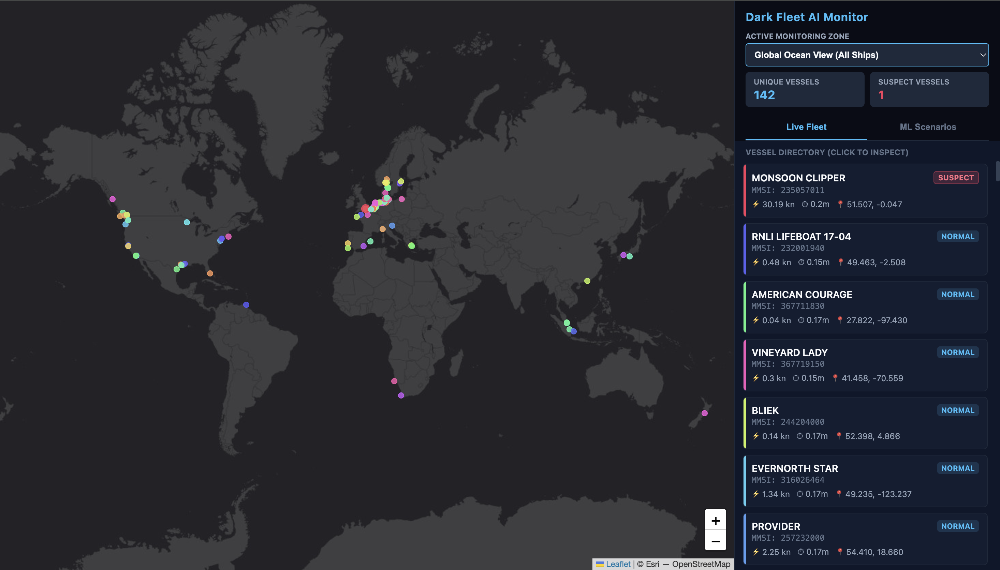 Dark Fleet AI Monitor
ACTIVE MONITORING ZONE
Global Ocean View (All Ships)
UNIQUE VESSELS
142
SUSPECT VESSELS
1
Live Fleet
ML Scenarios
VESSEL DIRECTORY (CLICK TO INSPECT)
MONSOON CLIPPER
SUSPECT
MMSI: 235057011
⚡ 30.19 kn ⏱ 0.2m 📍 51.507, -0.047
RNLI LIFEBOAT 17-04
NORMAL
MMSI: 232001940
⚡ 0.48 kn ⏱ 0.15m 📍 49.463, -2.508
AMERICAN COURAGE
NORMAL
MMSI: 367711830
⚡ 0.04 kn ⏱ 0.17m 📍 27.822, -97.430
VINEYARD LADY
NORMAL
MMSI: 367719150
⚡ 0.3 kn ⏱ 0.15m 📍 41.458, -70.559
BLIEK
NORMAL
MMSI: 244204000
⚡ 0.14 kn ⏱ 0.17m 📍 52.398, 4.866
EVERNORTH STAR
NORMAL
MMSI: 316026464
⚡ 1.34 kn ⏱ 0.17m 📍 49.235, -123.237
PROVIDER
NORMAL
MMSI: 257232000
⚡ 2.25 kn ⏱ 0.17m 📍 54.410, 18.660
+
−
Leaflet | © Esri — OpenStreetMap